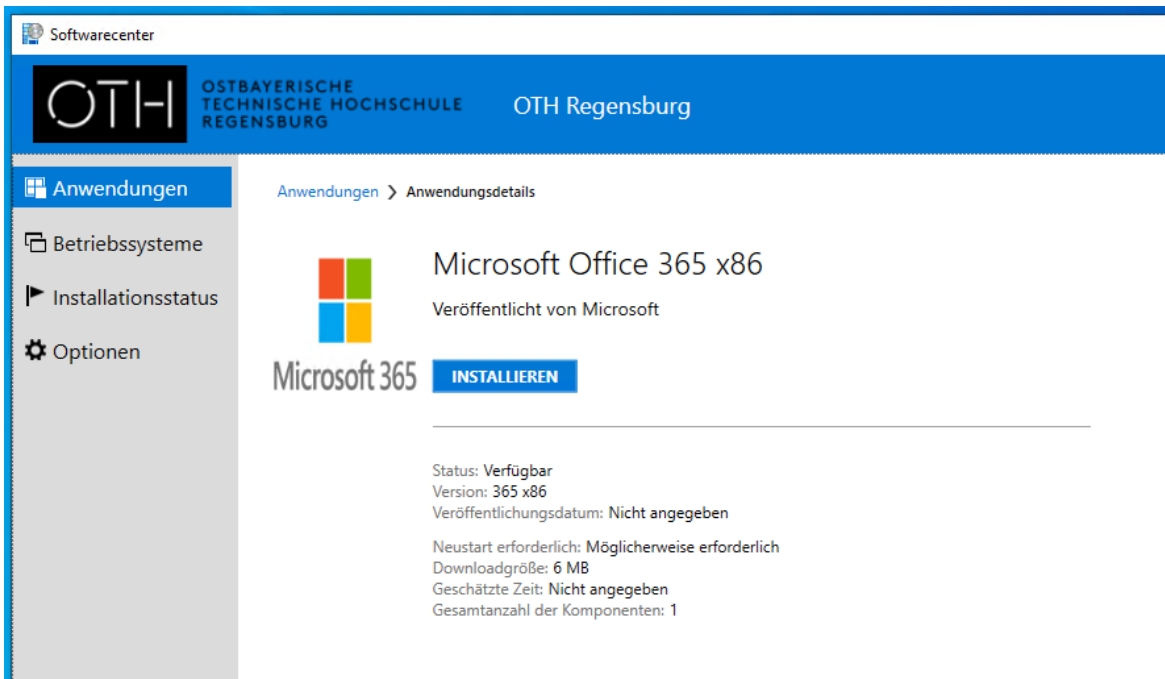 Softwarecenter
OTH
OSTBAYERISCHE
TECHNISCHE HOCHSCHULE
REGENSBURG
OTH Regensburg
Anwendungen
Betriebssysteme
Installationsstatus
Optionen
Anwendungen ❯ Anwendungsdetails
Microsoft 365
Microsoft Office 365 x86
Veröffentlicht von Microsoft
INSTALLIEREN
Status: Verfügbar
Version: 365 x86
Veröffentlichungsdatum: Nicht angegeben
Neustart erforderlich: Möglicherweise erforderlich
Downloadgröße: 6 MB
Geschätzte Zeit: Nicht angegeben
Gesamtanzahl der Komponenten: 1